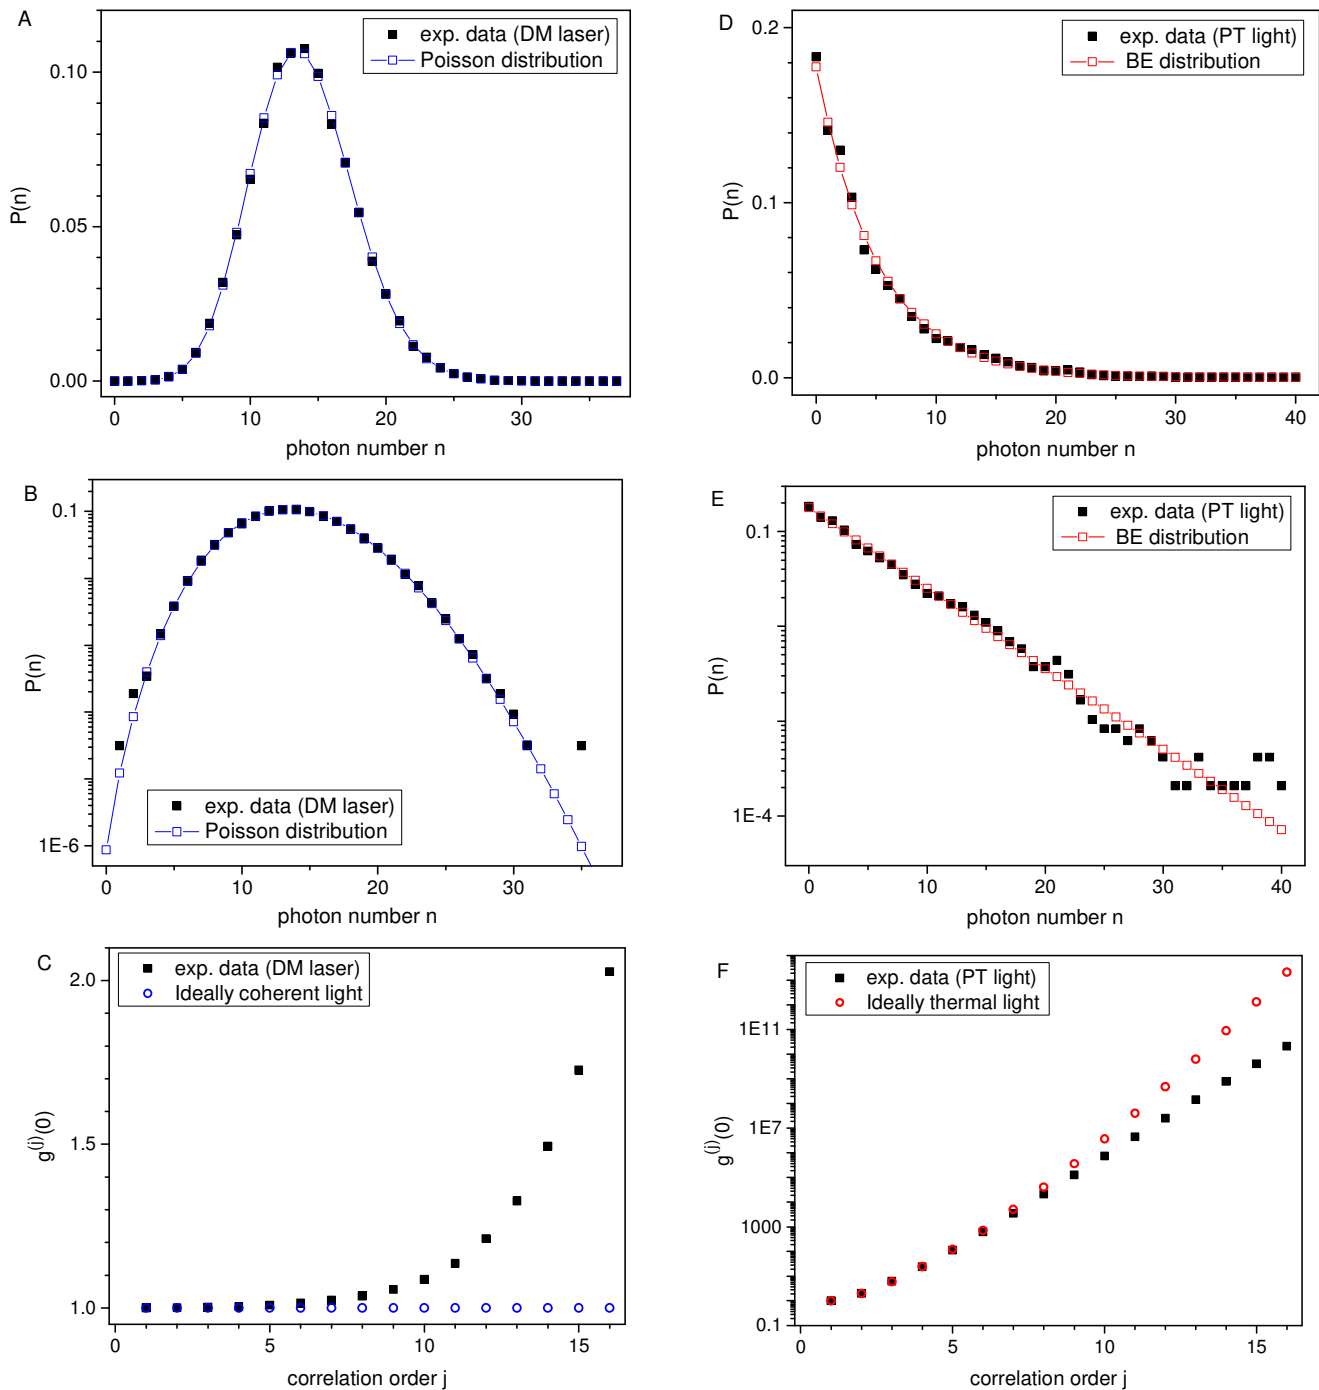 A
exp. data (DM laser)
Poisson distribution
0.10
0.05
0.00
P(n)
0 10 20 30
photon number n
D
exp. data (PT light)
BE distribution
0.2
0.1
0.0
P(n)
0 10 20 30 40
photon number n
B
0.1
1E-6
P(n)
exp. data (DM laser)
Poisson distribution
0 10 20 30
photon number n
E
exp. data (PT light)
BE distribution
0.1
1E-4
P(n)
0 10 20 30 40
photon number n
C
exp. data (DM laser)
Ideally coherent light
2.0
1.5
1.0
g(j)(0)
0 5 10 15
correlation order j
F
exp. data (PT light)
Ideally thermal light
1E11
1E7
1000
0.1
g(j)(0)
0 5 10 15
correlation order j